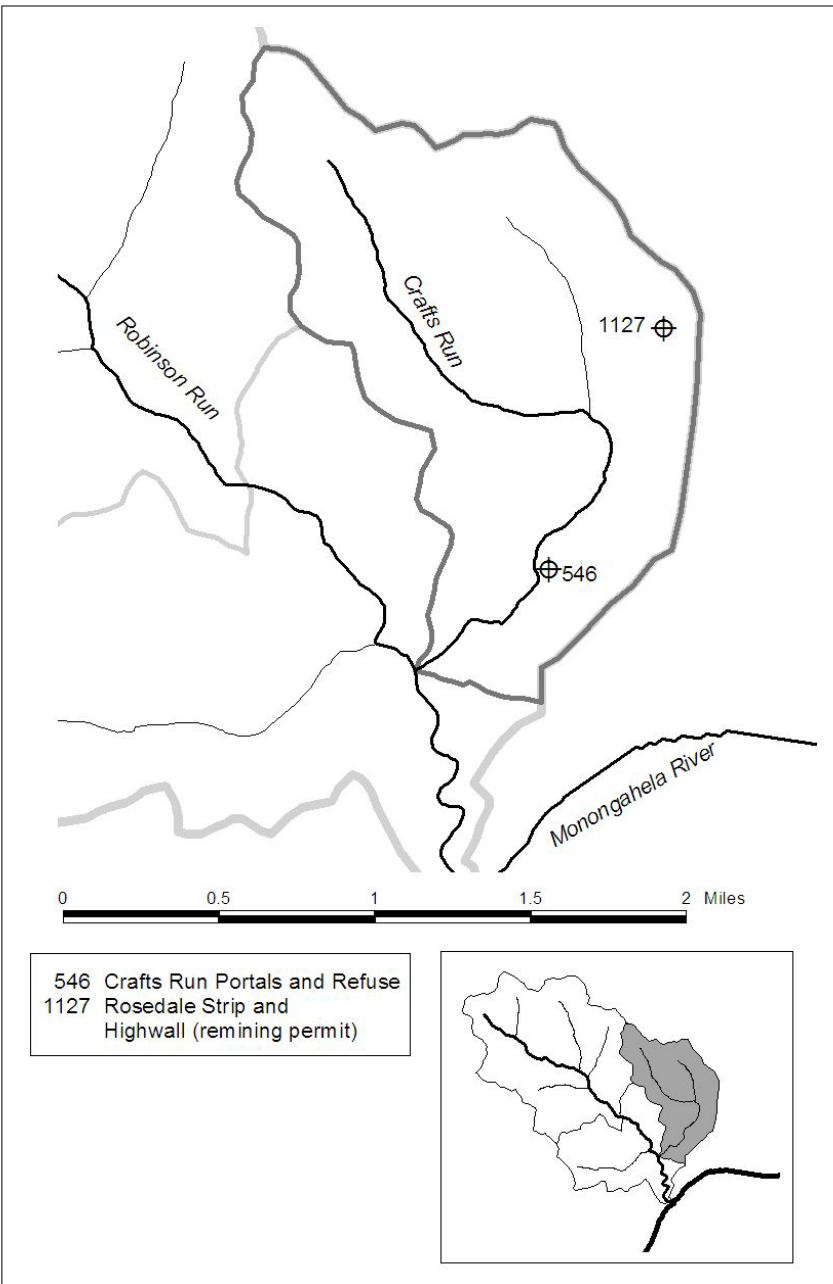 Crafts Run
1127
Robinson Run
546
Monongahela River
0 0.5 1 1.5 2 Miles
546 Crafts Run Portals and Refuse
1127 Rosedale Strip and
Highwall (remining permit)